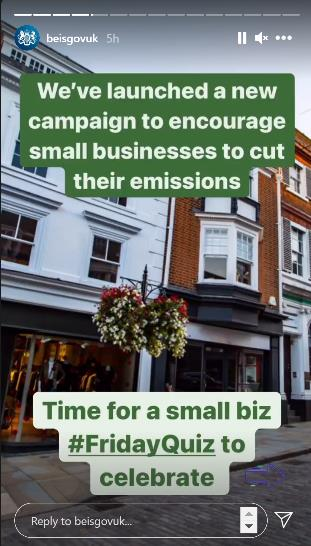 beisgovuk 5h
We've launched a new
campaign to encourage
small businesses to cut
their emissions
Time for a small biz
#FridayQuiz to
celebrate
Reply to beisgovuk...